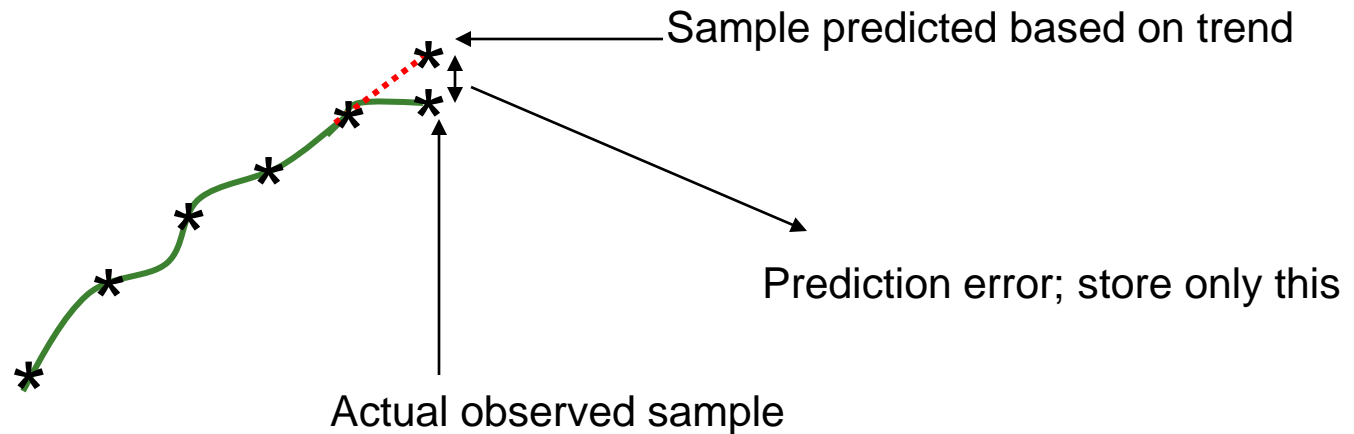 Sample predicted based on trend
Prediction error; store only this
Actual observed sample